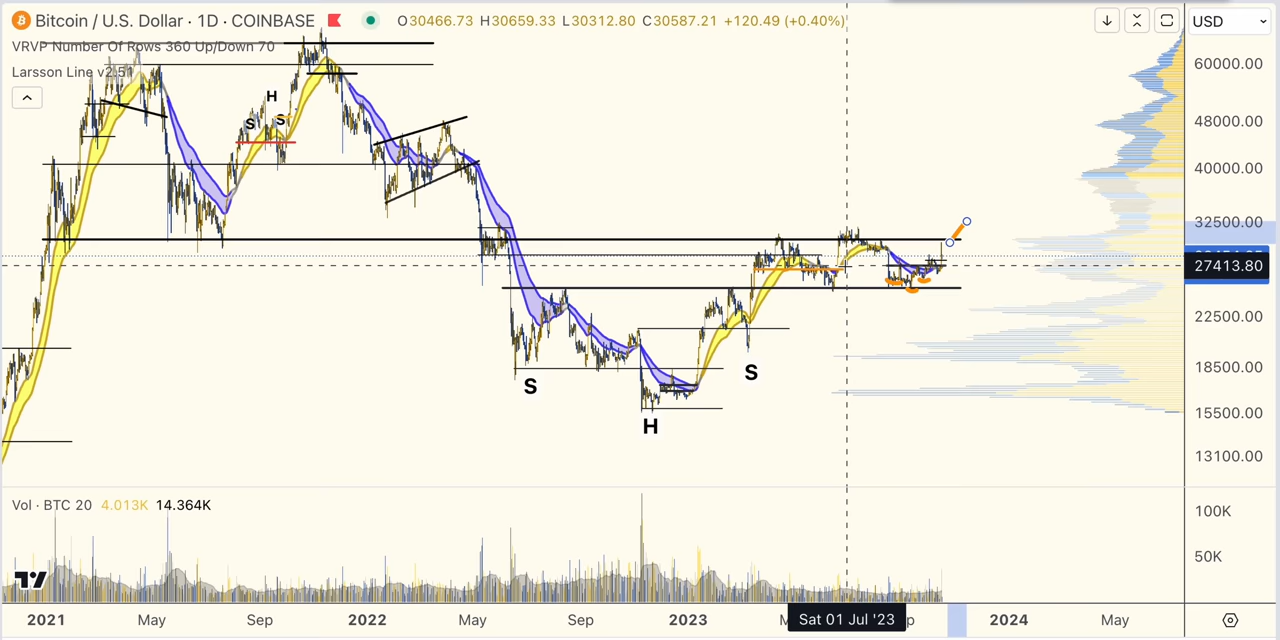 Bitcoin / U.S. Dollar · 1D · COINBASE O30466.73 H30659.33 L30312.80 C30587.21 +120.49 (+0.40%) USD
VRVP Number Of Rows 360 Up/Down 70
Larsson Line v2.51
60000.00
H
S
S
48000.00
40000.00
32500.00
27413.80
22500.00
18500.00
S
S
15500.00
H
13100.00
Vol · BTC 20 4.013K 14.364K
100K
50K
2021 May Sep 2022 May Sep 2023 Sat 01 Jul '23 2024 May